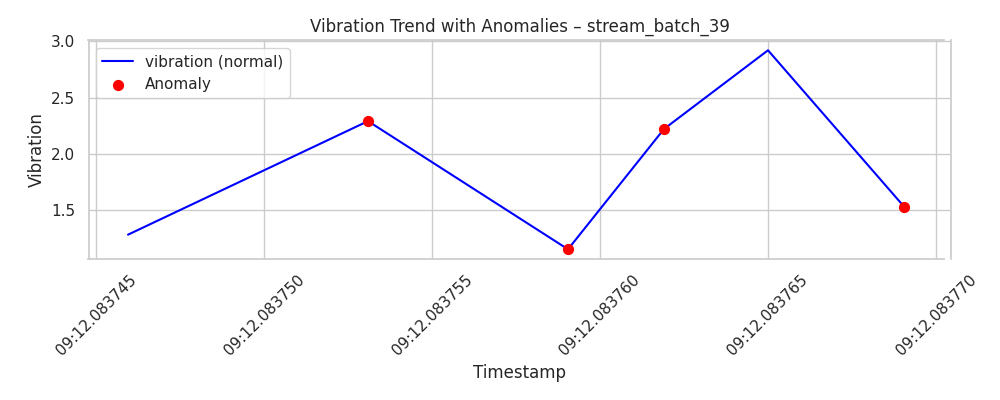 Vibration Trend with Anomalies – stream_batch_39
vibration (normal)
Anomaly
Vibration
3.0
2.5
2.0
1.5
09:12.083745
09:12.083750
09:12.083755
09:12.083760
09:12.083765
09:12.083770
Timestamp